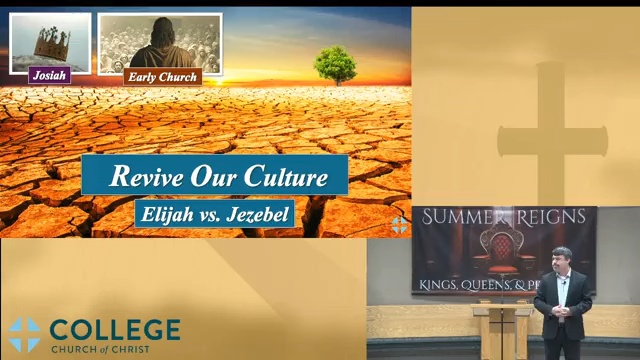 Josiah
Early Church
Revive Our Culture
Elijah vs. Jezebel
SUMMER REIGNS
KINGS, QUEENS, & PR
COLLEGE
CHURCH of CHRIST